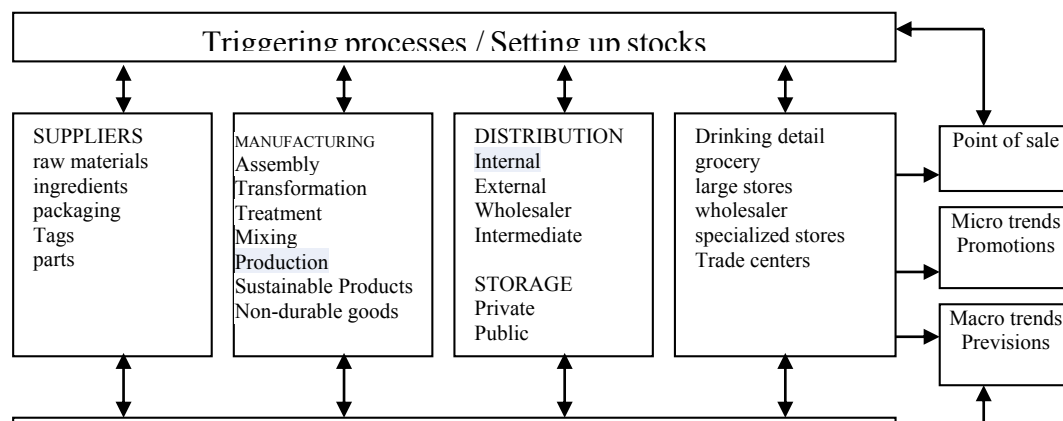 Triggering processes / Setting up stocks
SUPPLIERS
raw materials
ingredients
packaging
Tags
parts
MANUFACTURING
Assembly
Transformation
Treatment
Mixing
Production
Sustainable Products
Non-durable goods
DISTRIBUTION
Internal
External
Wholesaler
Intermediate
STORAGE
Private
Public
Drinking detail
grocery
large stores
wholesaler
specialized stores
Trade centers
Point of sale
Micro trends
Promotions
Macro trends
Previsions